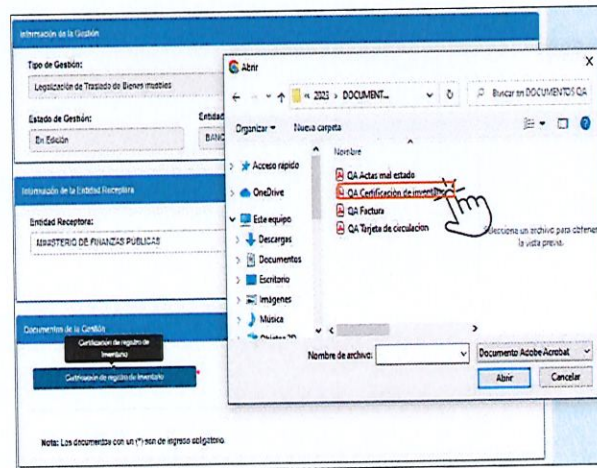 Información de la Gestión
Tipo de Gestión:
Legalización de Traslado de Bienes muebles
Estado de Gestión:
Entidad
En Edición
BANC
Información de la Entidad Receptora
Entidad Receptora:
MINISTERIO DE FINANZAS PÚBLICAS
Documentos de la Gestión
Certificación de registro de
Inventario
Certificación de registro de Inventario *
Nota: Los documentos con un (*) son de ingreso obligatorio.
Abrir
« 2023 > DOCUMENT...
Buscar en DOCUMENTOS QA
Organizar
Nueva carpeta
Nombre
Acceso rápido
OneDrive
Este equipo
Descargas
Documentos
Escritorio
Imágenes
Música
Objetos 3D
QA Actas mal estado
QA Certificación de inventario
QA Factura
QA Tarjeta de circulacion
Selecciona un archivo para obtener
la vista previa.
Nombre de archivo:
Documento Adobe Acrobat
Abrir
Cancelar